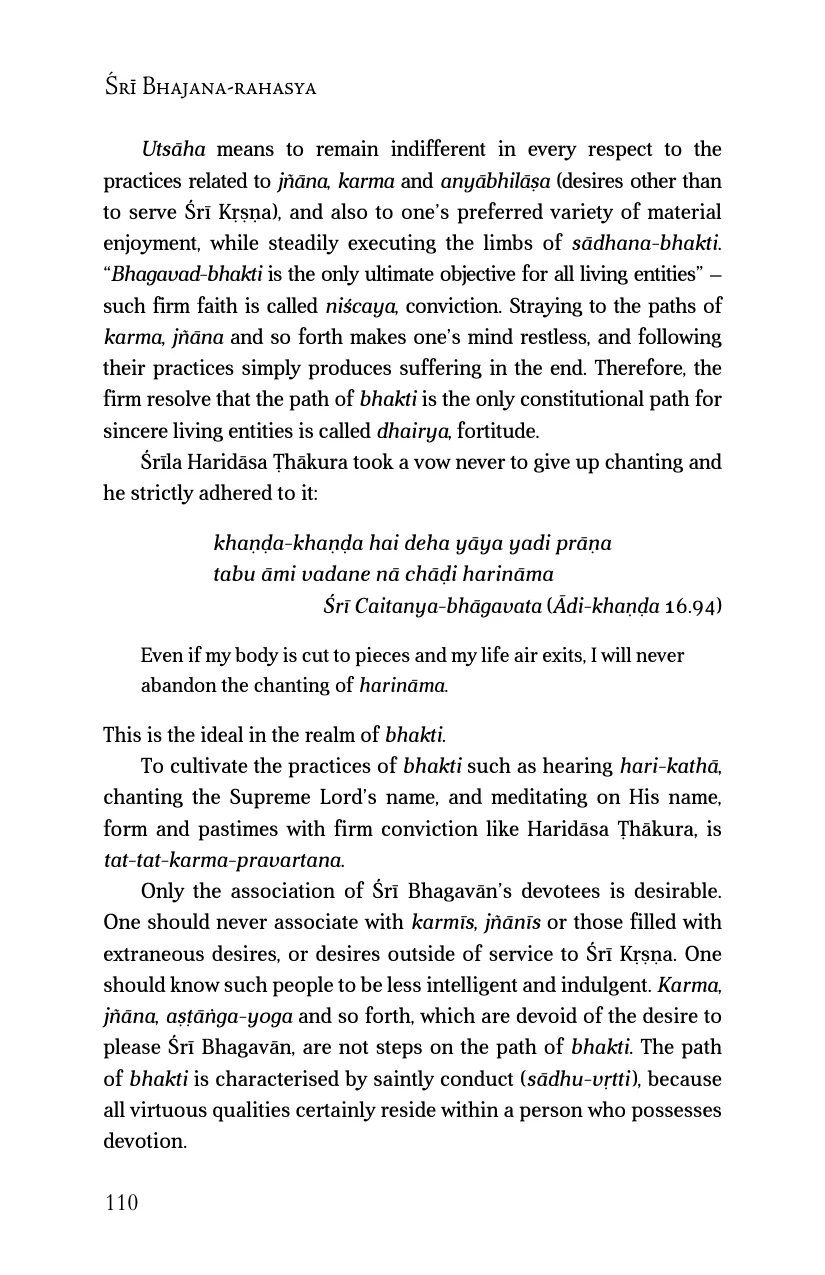 Śrī Bhajana-rahasya
Utsāha means to remain indifferent in every respect to the
practices related to jñāna, karma and anyābhilāṣa (desires other than
to serve Śrī Kṛṣṇa), and also to one’s preferred variety of material
enjoyment, while steadily executing the limbs of sādhana-bhakti.
“Bhagavad-bhakti is the only ultimate objective for all living entities” –
such firm faith is called niścaya, conviction. Straying to the paths of
karma, jñāna and so forth makes one’s mind restless, and following
their practices simply produces suffering in the end. Therefore, the
firm resolve that the path of bhakti is the only constitutional path for
sincere living entities is called dhairya, fortitude.
Śrīla Haridāsa Ṭhākura took a vow never to give up chanting and
he strictly adhered to it:
khaṇḍa-khaṇḍa hai deha yāya yadi prāṇa
tabu āmi vadane nā chāḍi harināma
Śrī Caitanya-bhāgavata (Ādi-khaṇḍa 16.94)
Even if my body is cut to pieces and my life air exits, I will never
abandon the chanting of harināma.
This is the ideal in the realm of bhakti.
To cultivate the practices of bhakti such as hearing hari-kathā,
chanting the Supreme Lord’s name, and meditating on His name,
form and pastimes with firm conviction like Haridāsa Ṭhākura, is
tat-tat-karma-pravartana.
Only the association of Śrī Bhagavān’s devotees is desirable.
One should never associate with karmīs, jñānīs or those filled with
extraneous desires, or desires outside of service to Śrī Kṛṣṇa. One
should know such people to be less intelligent and indulgent. Karma,
jñāna, aṣṭāṅga-yoga and so forth, which are devoid of the desire to
please Śrī Bhagavān, are not steps on the path of bhakti. The path
of bhakti is characterised by saintly conduct (sādhu-vṛtti), because
all virtuous qualities certainly reside within a person who possesses
devotion.
110